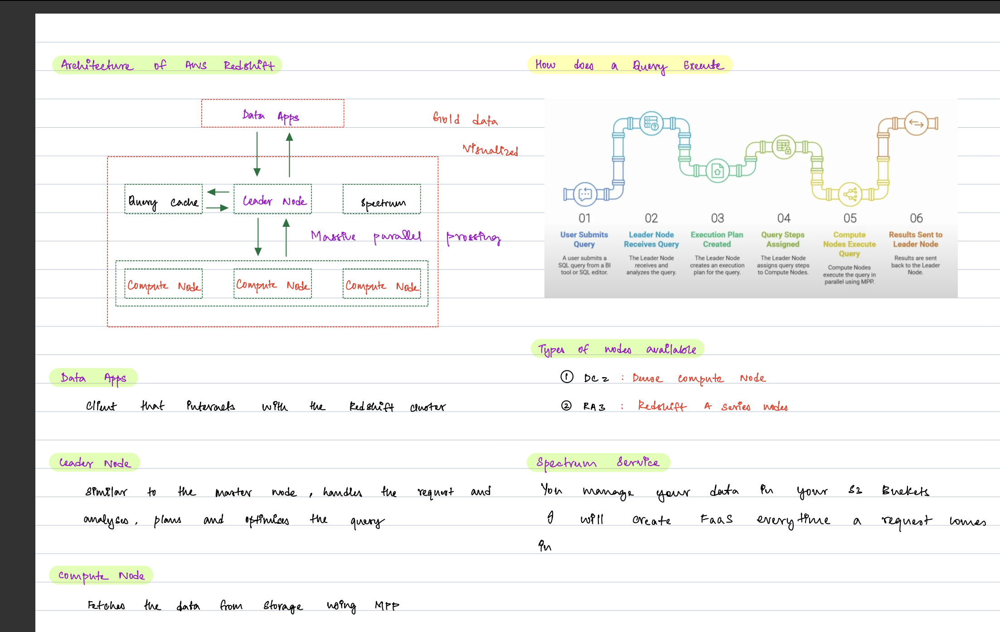 Architecture of AWS Redshift
Data Apps
Gold data
Visualized
Query Cache
Leader Node
Spectrum
Massive parallel prossing
Compute Node
Compute Node
Compute Node
Data Apps
Client that interacts with the Redshift cluster
Leader Node
Similar to the master node, handles the request and
analyses, plans and optimizes the query
Compute Node
Fetches the data from storage using MPP
How does a Query Execute
01
User Submits
Query
A user submits a
SQL query from a BI
tool or SQL editor.
02
Leader Node
Receives Query
The Leader Node
receives and
analyzes the query.
03
Execution Plan
Created
The Leader Node
creates an execution
plan for the query.
04
Query Steps
Assigned
The Leader Node
assigns query steps
to Compute Nodes.
05
Compute
Nodes Execute
Query
Compute Nodes
execute the query in
parallel using MPP.
06
Results Sent to
Leader Node
Results are sent
back to the Leader
Node.
Types of nodes available
① DC2 : Dense compute Node
② RA3 : Redshift A series nodes
Spectrum Service
You manage your data in your S3 Buckets
I will create FaaS everytime a request comes
in